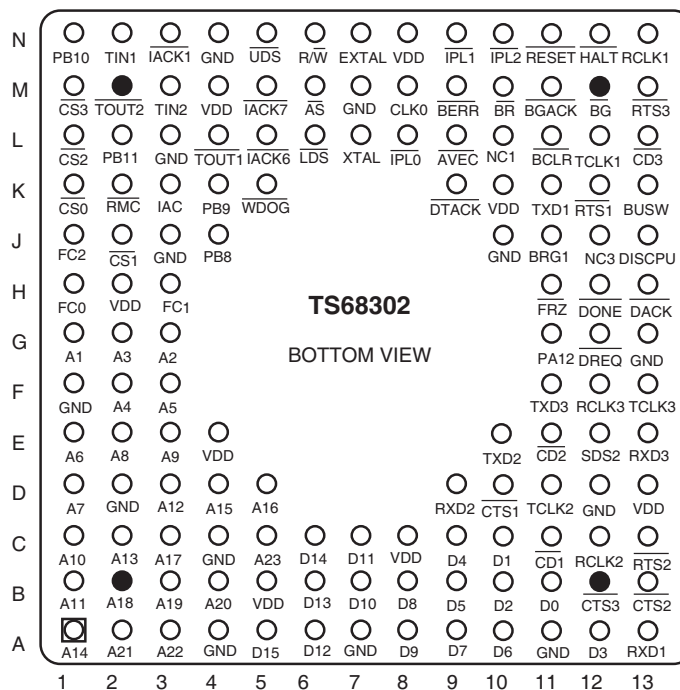 N
PB10 TIN1 IACK1 GND UDS R/W EXTAL VDD IPL1 IPL2 RESET HALT RCLK1
M
CS3 TOUT2 TIN2 VDD IACK7 AS GND CLK0 BERR BR BGACK BG RTS3
L
CS2 PB11 GND TOUT1 IACK6 LDS XTAL IPL0 AVEC NC1 BCLR TCLK1 CD3
K
CS0 RMC IAC PB9 WDOG DTACK VDD TXD1 RTS1 BUSW
J
FC2 CS1 GND PB8 GND BRG1 NC3 DISCPU
H
TS68302
FC0 VDD FC1 FRZ DONE DACK
G
BOTTOM VIEW
A1 A3 A2 PA12 DREQ GND
F
GND A4 A5 TXD3 RCLK3 TCLK3
E
A6 A8 A9 VDD TXD2 CD2 SDS2 RXD3
D
A7 GND A12 A15 A16 RXD2 CTS1 TCLK2 GND VDD
C
A10 A13 A17 GND A23 D14 D11 VDD D4 D1 CD1 RCLK2 RTS2
B
A11 A18 A19 A20 VDD D13 D10 D8 D5 D2 D0 CTS3 CTS2
A
A14 A21 A22 GND D15 D12 GND D9 D7 D6 GND D3 RXD1
1 2 3 4 5 6 7 8 9 10 11 12 13